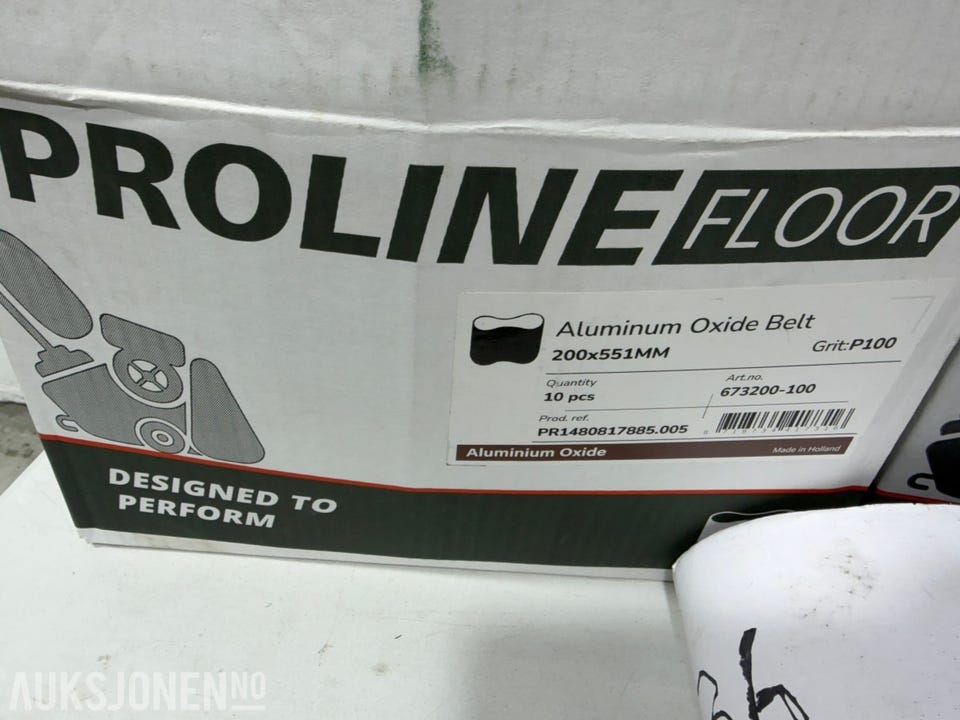 PROLINE FLOOR
Aluminum Oxide Belt
200x551MM
Grit:P100
Quantity
10 pcs
Art.no.
673200-100
Prod. ref.
PR1480817885.005
Aluminium Oxide
Made in Holland
DESIGNED TO
PERFORM
AUKSJONEN.NO